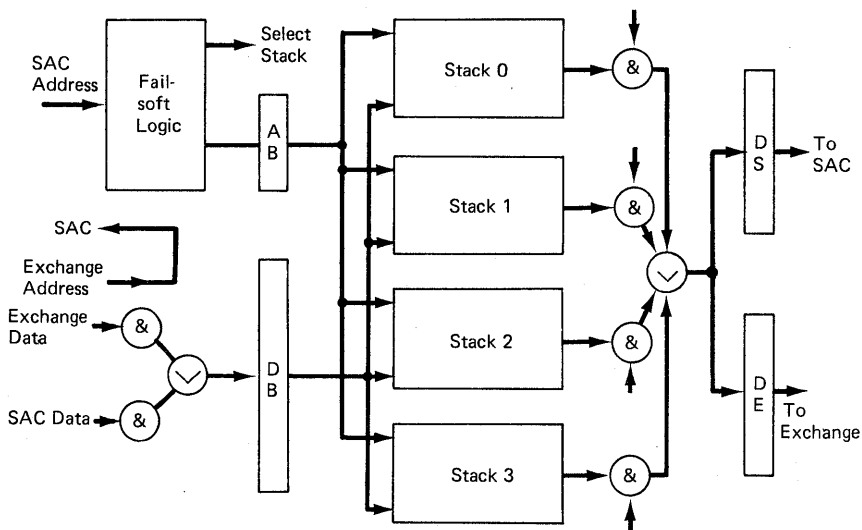 SAC
Address
Fail-
soft
Logic
Select
Stack
A
B
Stack 0
&
D
S
To
SAC
Stack 1
&
SAC
Exchange
Address
Exchange
Data
&
D
B
Stack 2
&
SAC Data
&
D
E
To
Exchange
Stack 3
&